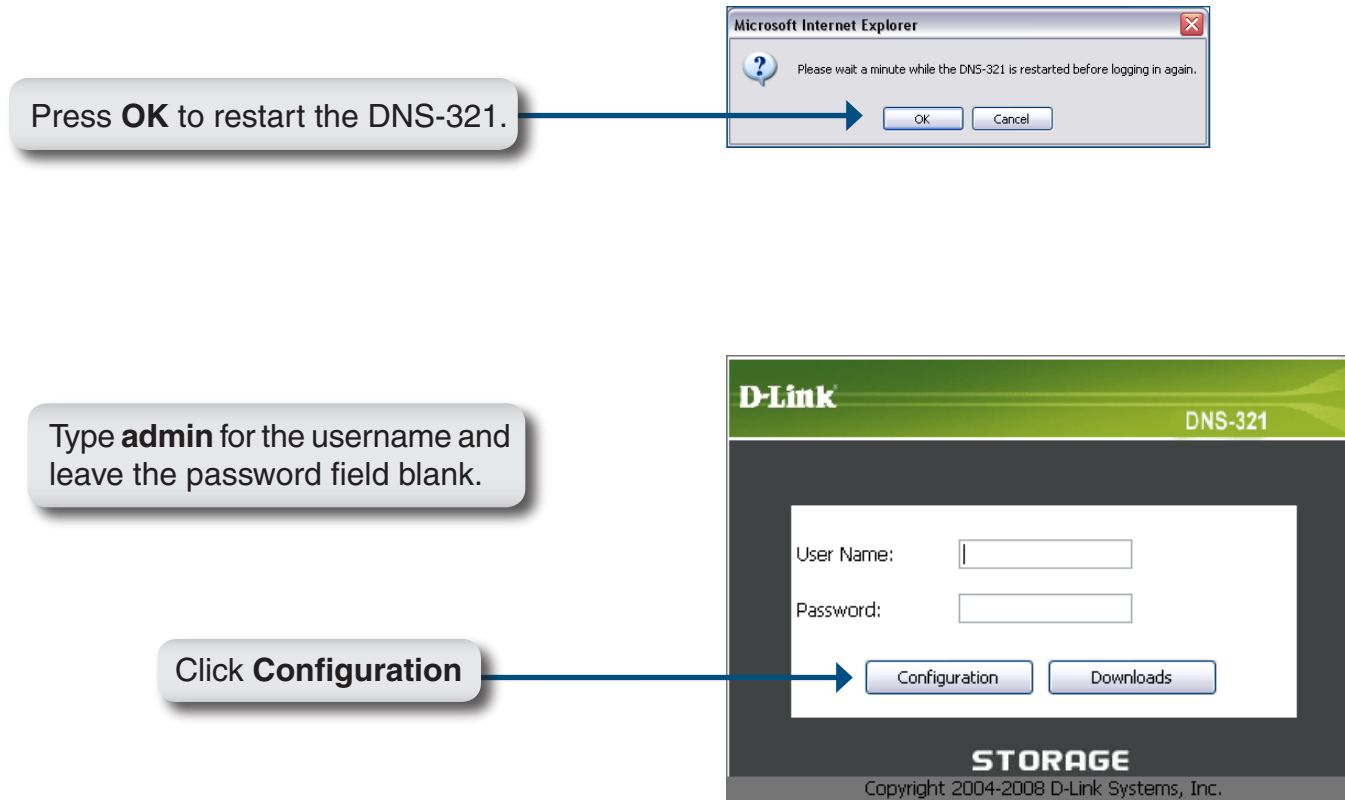 Microsoft Internet Explorer
Please wait a minute while the DNS-321 is restarted before logging in again.
Press OK to restart the DNS-321.
OK Cancel
D-Link
DNS-321
Type admin for the username and
leave the password field blank.
User Name:
Password:
Click Configuration
Configuration Downloads
STORAGE
Copyright 2004-2008 D-Link Systems, Inc.